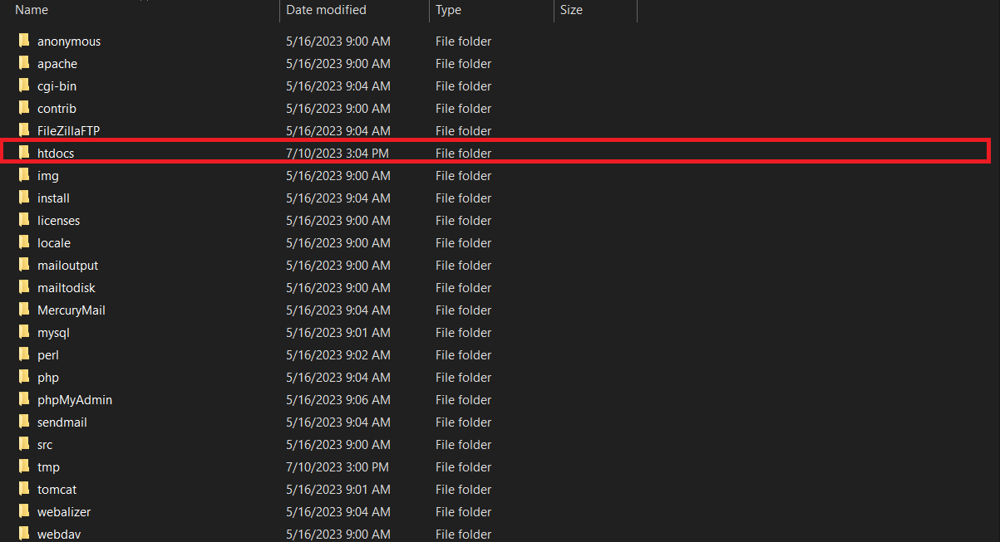 Name Date modified Type Size
anonymous 5/16/2023 9:00 AM File folder
apache 5/16/2023 9:00 AM File folder
cgi-bin 5/16/2023 9:04 AM File folder
contrib 5/16/2023 9:00 AM File folder
FileZillaFTP 5/16/2023 9:04 AM File folder
htdocs 7/10/2023 3:04 PM File folder
img 5/16/2023 9:00 AM File folder
install 5/16/2023 9:04 AM File folder
licenses 5/16/2023 9:00 AM File folder
locale 5/16/2023 9:00 AM File folder
mailoutput 5/16/2023 9:00 AM File folder
mailtodisk 5/16/2023 9:00 AM File folder
MercuryMail 5/16/2023 9:04 AM File folder
mysql 5/16/2023 9:01 AM File folder
perl 5/16/2023 9:02 AM File folder
php 5/16/2023 9:04 AM File folder
phpMyAdmin 5/16/2023 9:06 AM File folder
sendmail 5/16/2023 9:04 AM File folder
src 5/16/2023 9:00 AM File folder
tmp 7/10/2023 3:00 PM File folder
tomcat 5/16/2023 9:01 AM File folder
webalizer 5/16/2023 9:04 AM File folder
webdav 5/16/2023 9:00 AM File folder